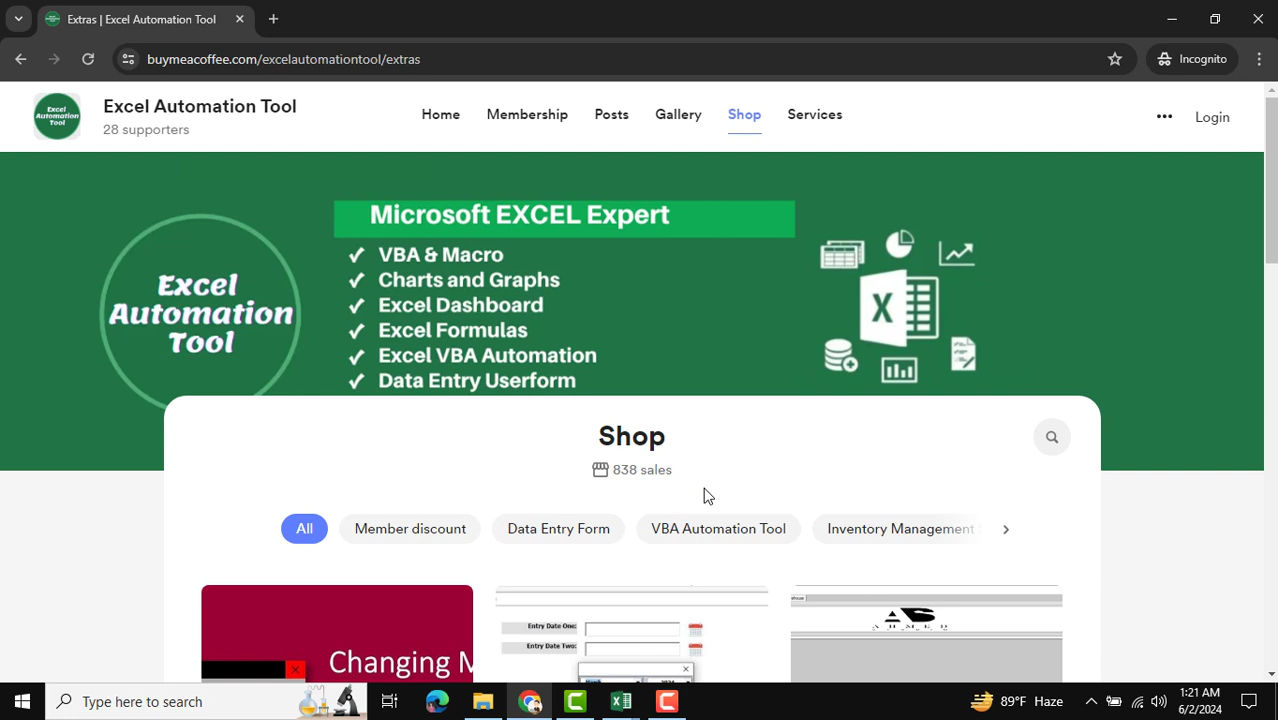 Extras | Excel Automation Tool
buymeacoffee.com/excelautomationtool/extras
Incognito
Excel Automation Tool
Excel Automation Tool
28 supporters
Home Membership Posts Gallery Shop Services
Login
Microsoft EXCEL Expert
✓ VBA & Macro
✓ Charts and Graphs
✓ Excel Dashboard
✓ Excel Formulas
✓ Excel VBA Automation
✓ Data Entry Userform
Excel
Automation
Tool
Shop
838 sales
All Member discount Data Entry Form VBA Automation Tool Inventory Management
Changing M
Entry Date One:
Entry Date Two:
Type here to search
89°F Haze
1:21 AM
6/2/2024